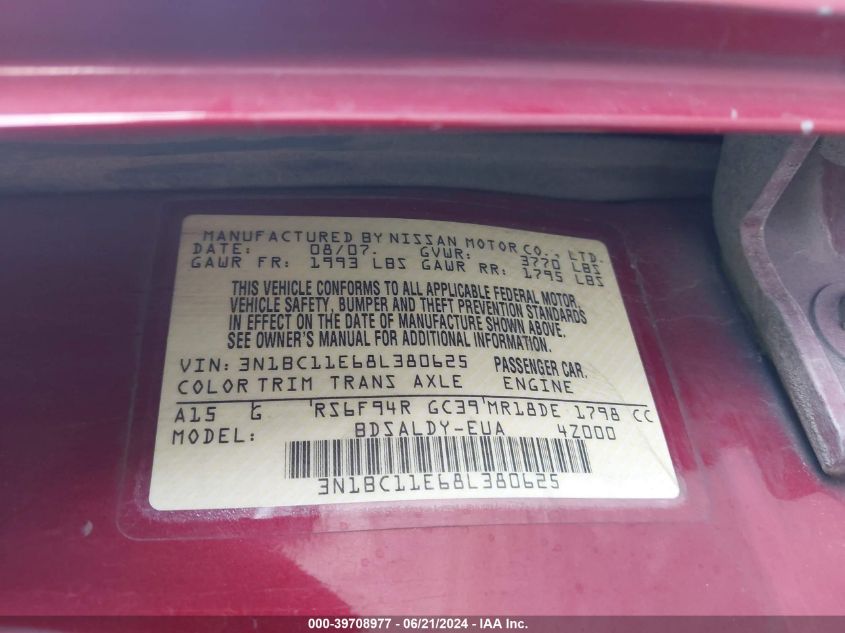 MANUFACTURED BY NISSAN MOTOR CO., LTD.
DATE: 08/07. GVWR: 3770 LBS
GAWR FR: 1993 LBS GAWR RR: 1795 LBS
THIS VEHICLE CONFORMS TO ALL APPLICABLE FEDERAL MOTOR
VEHICLE SAFETY, BUMPER AND THEFT PREVENTION STANDARDS
IN EFFECT ON THE DATE OF MANUFACTURE SHOWN ABOVE.
SEE OWNER'S MANUAL FOR ADDITIONAL INFORMATION.
VIN: 3N1BC11E68L380625 PASSENGER CAR.
COLOR TRIM TRANS AXLE ENGINE
A15 G RS6F94R GC39 MR18DE 1798 CC
MODEL: BDSALDY-EUA 4Z000
3N1BC11E68L380625
000-39708977 - 06/21/2024 - IAAI Inc.